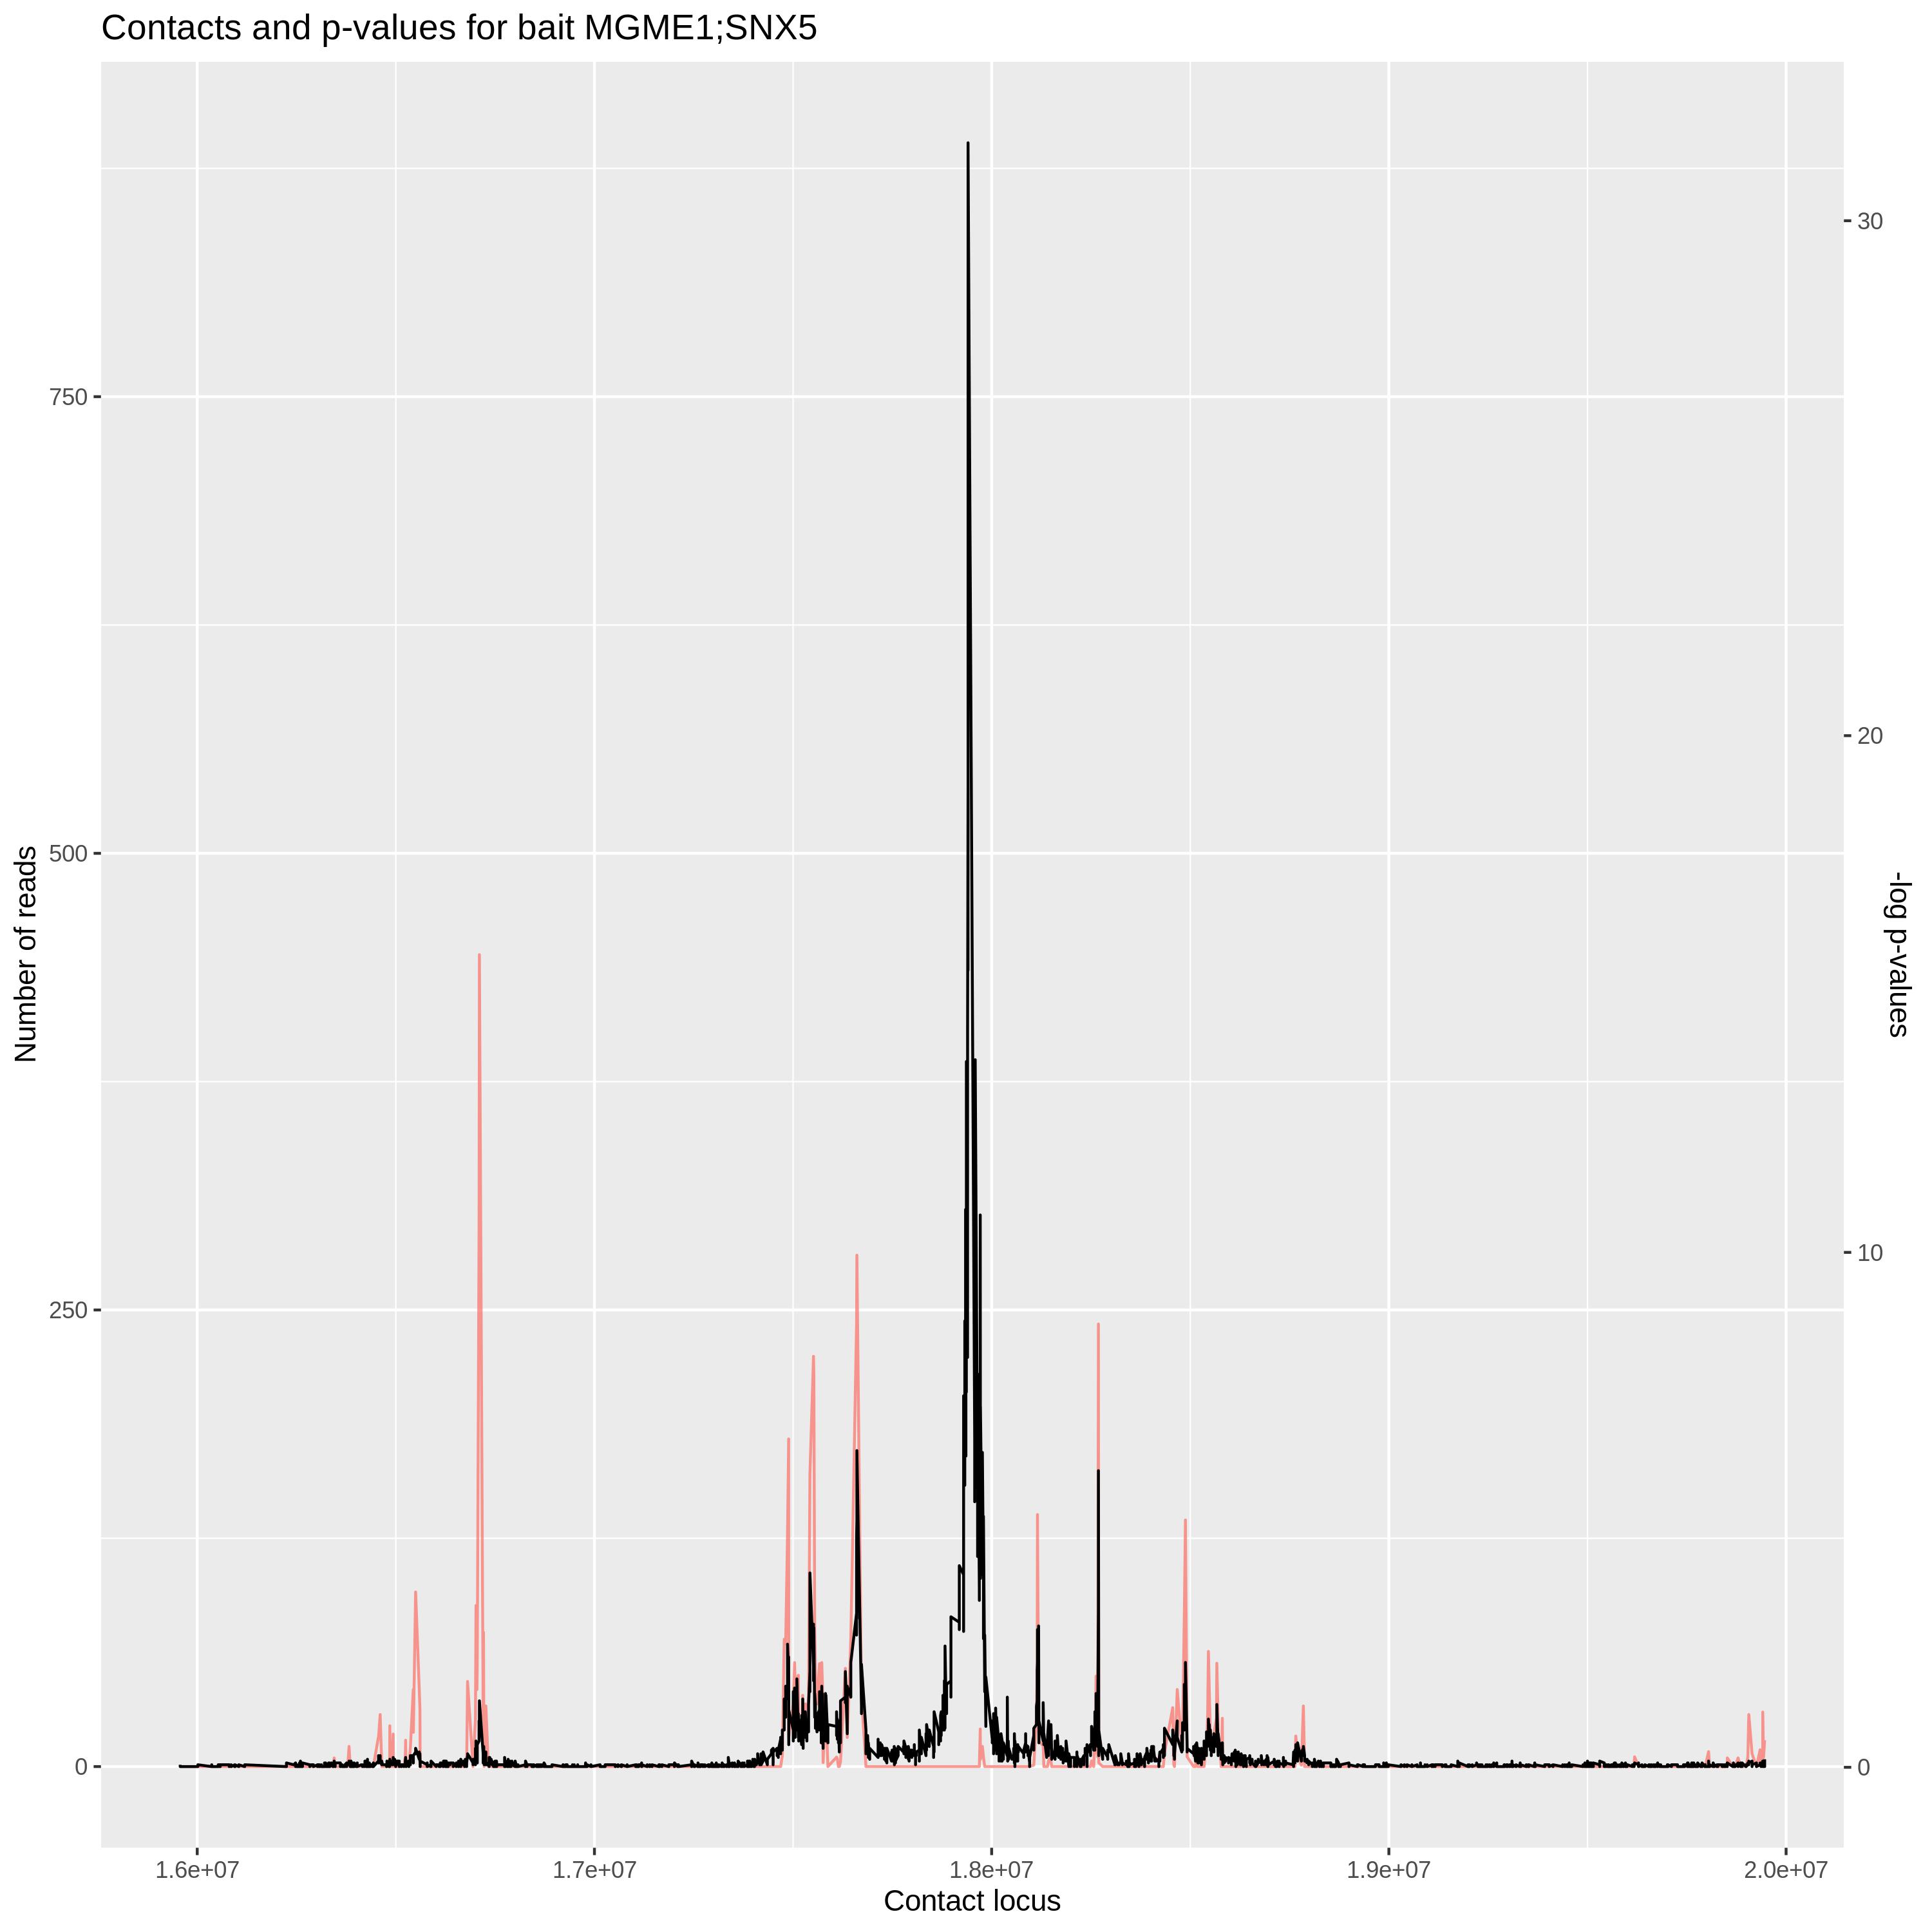 Contacts and p-values for bait MGME1;SNX5
Number of reads
750
500
250
0
30
20
10
0
-log p-values
1.6e+07 1.7e+07 1.8e+07 1.9e+07 2.0e+07
Contact locus